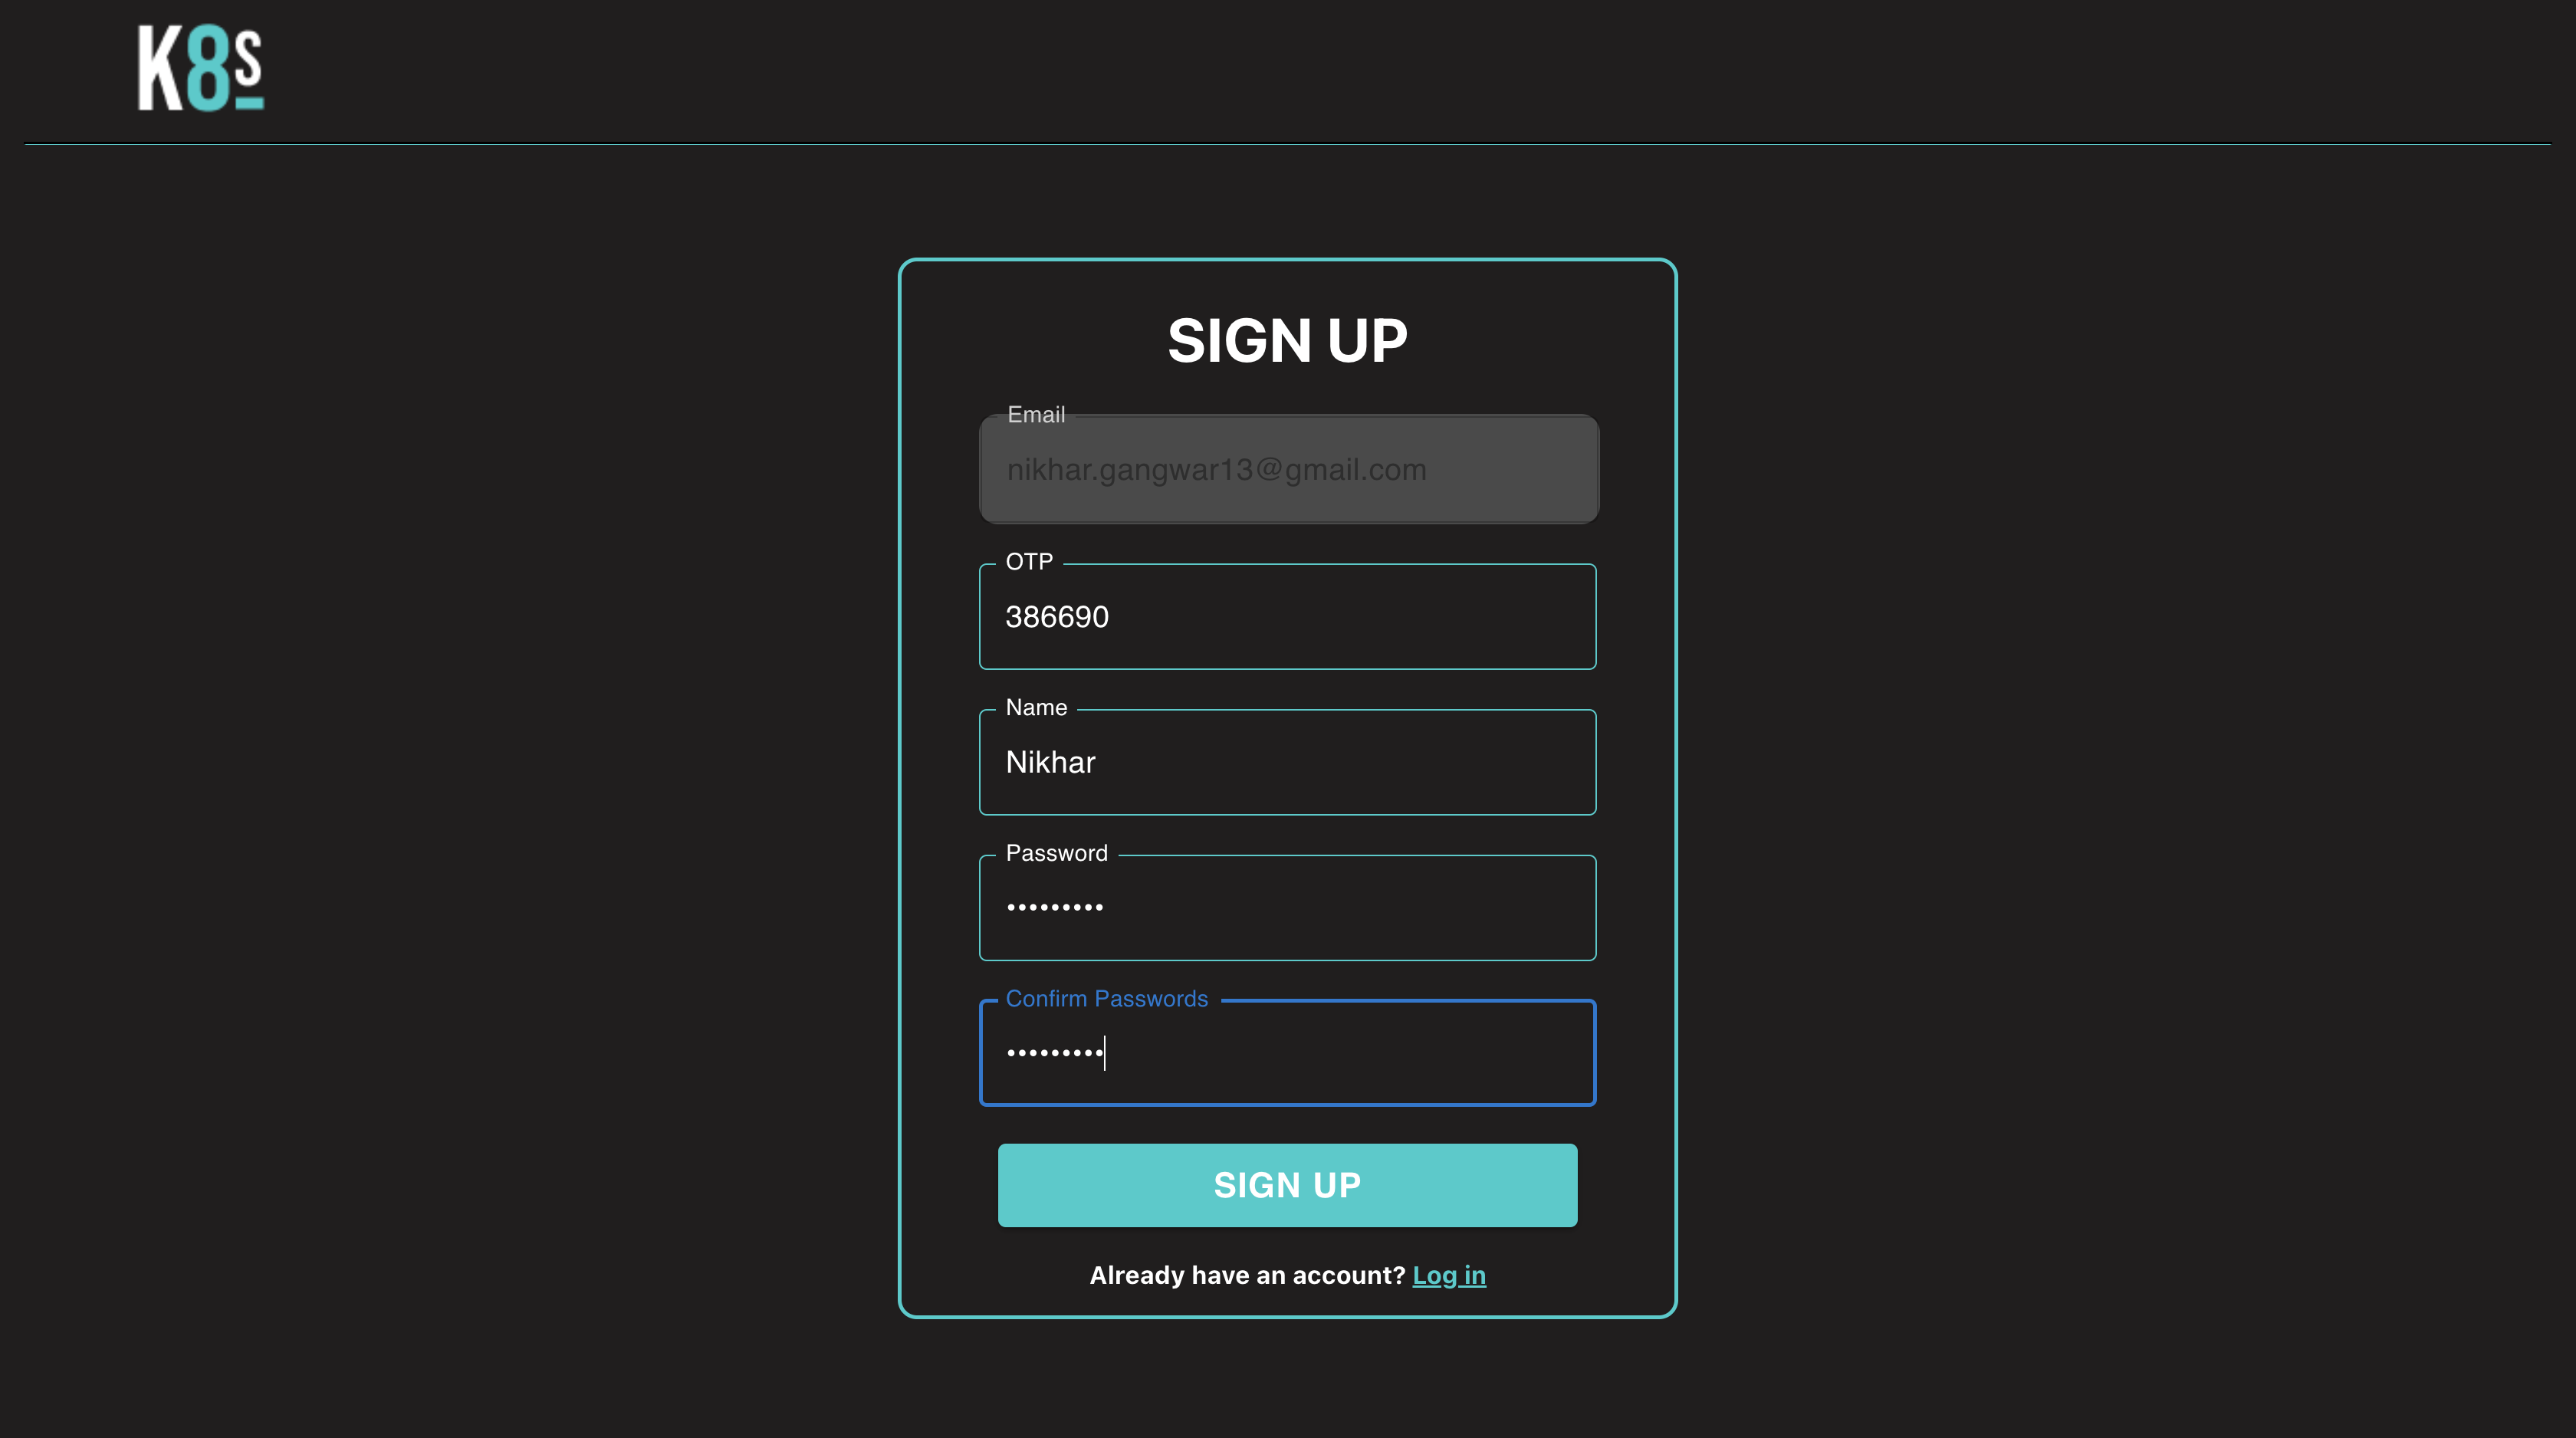 K8s
SIGN UP
Email
nikhar.gangwar13@gmail.com
OTP
386690
Name
Nikhar
Password
•••••••••
Confirm Passwords
•••••••••
SIGN UP
Already have an account? Log in